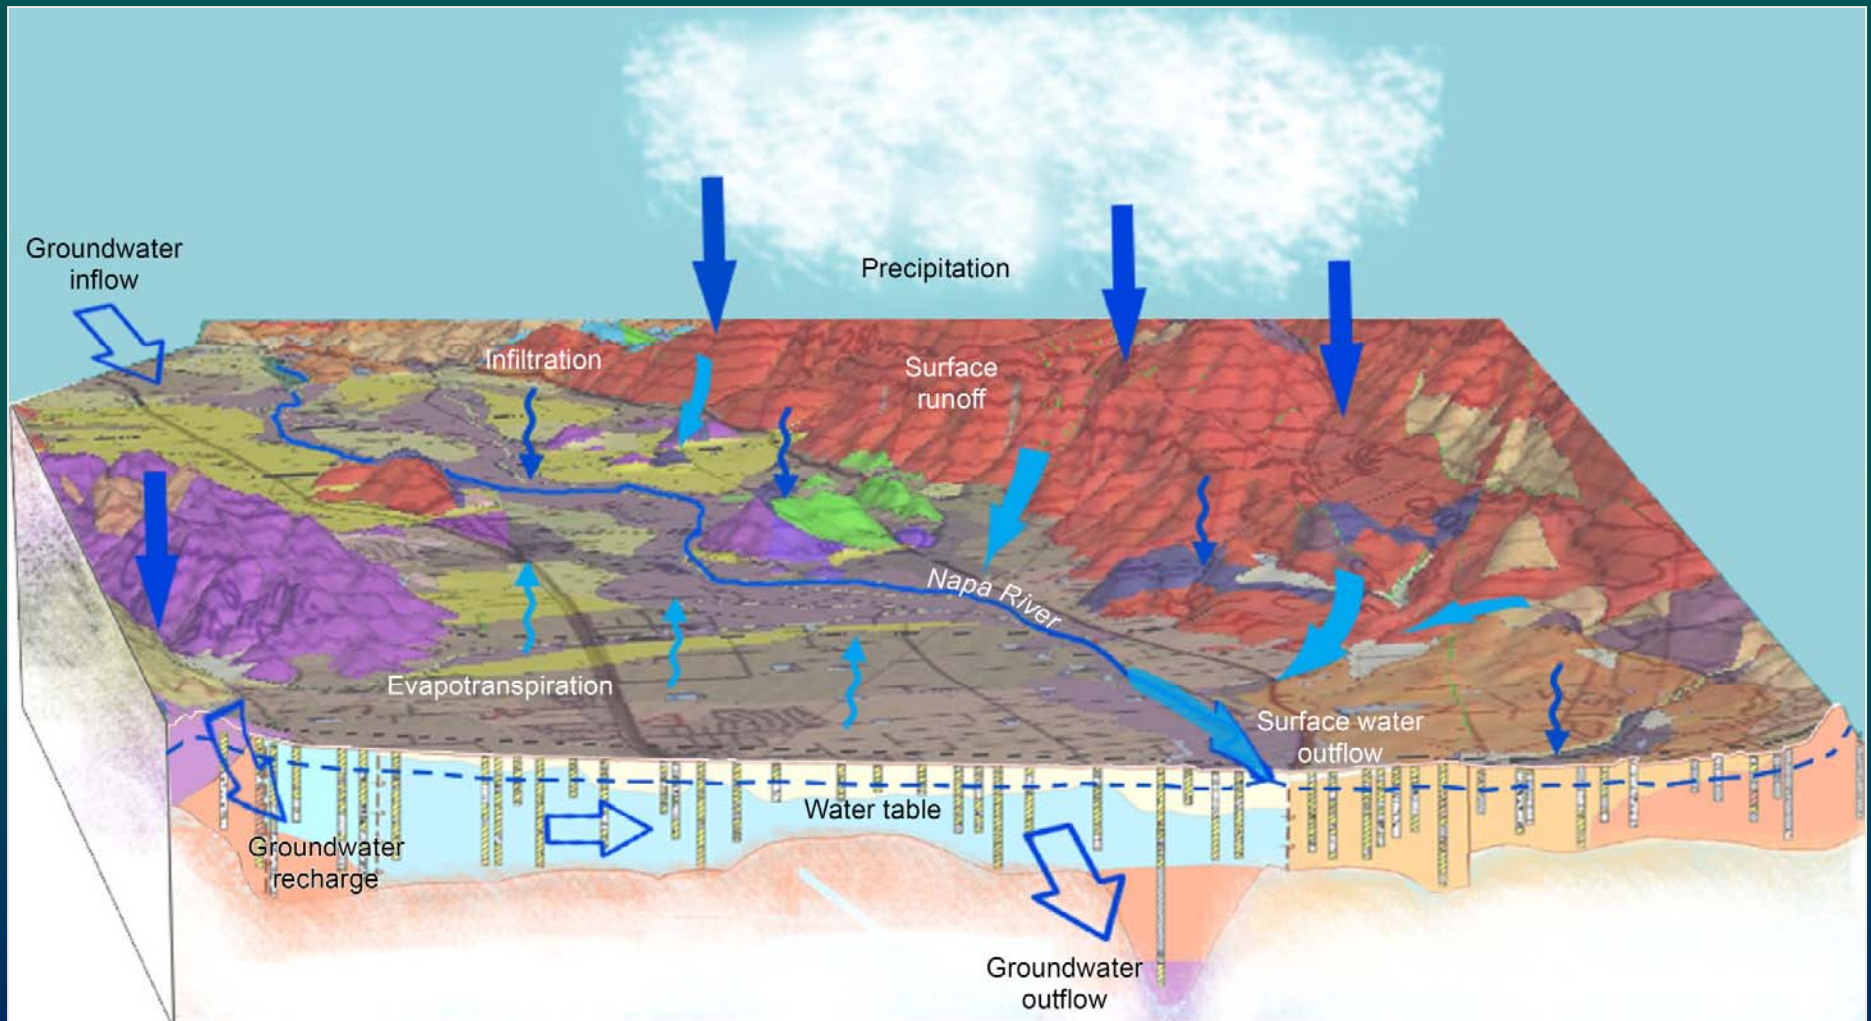 Groundwater
inflow
Precipitation
Infiltration
Surface
runoff
Napa River
Evapotranspiration
Surface water
outflow
Water table
Groundwater
recharge
Groundwater
outflow